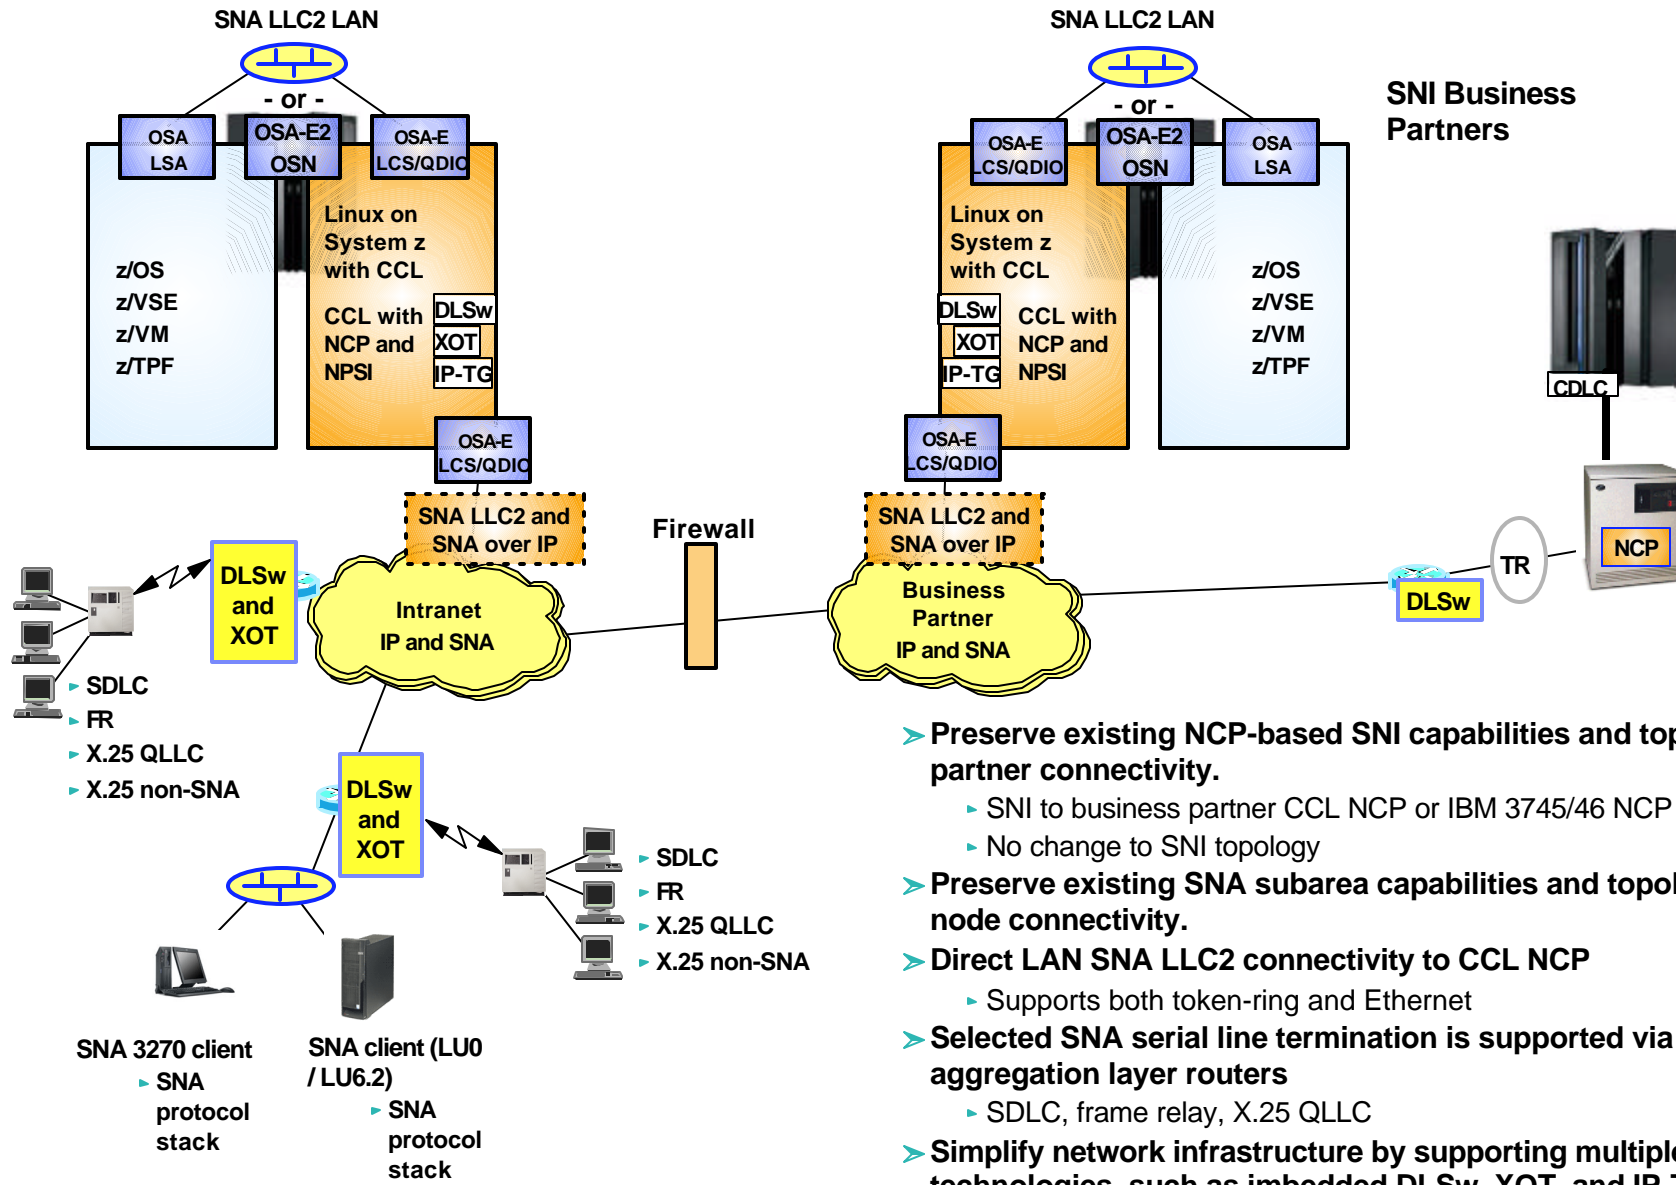 SNA LLC2 LAN
- or -
OSA
LSA
OSA-E2
OSN
OSA-E
LCS/QDIO
z/OS
z/VSE
z/VM
z/TPF
Linux on
System z
with CCL
CCL with
NCP and
NPSI
DLSw
XOT
IP-TG
OSA-E
LCS/QDIO
SNA LLC2 and
SNA over IP
SNA LLC2 LAN
- or -
OSA-E
LCS/QDIO
OSA-E2
OSN
OSA
LSA
Linux on
System z
with CCL
DLSw
XOT
IP-TG
CCL with
NCP and
NPSI
z/OS
z/VSE
z/VM
z/TPF
OSA-E
LCS/QDIO
SNA LLC2 and
SNA over IP
SNI Business
Partners
CDLC
NCP
TR
DLSw
Firewall
Intranet
IP and SNA
Business
Partner
IP and SNA
DLSw
and
XOT
SDLC
FR
X.25 QLLC
X.25 non-SNA
DLSw
and
XOT
SDLC
FR
X.25 QLLC
X.25 non-SNA
SNA 3270 client
SNA
protocol
stack
SNA client (LU0
/ LU6.2)
SNA
protocol
stack
Preserve existing NCP-based SNI capabilities and
partner connectivity.
SNI to business partner CCL NCP or IBM 3745/46 NCP
No change to SNI topology
Preserve existing SNA subarea capabilities and
node connectivity.
Direct LAN SNA LLC2 connectivity to CCL NCP
Supports both token-ring and Ethernet
Selected SNA serial line termination is supported via
aggregation layer routers
SDLC, frame relay, X.25 QLLC
Simplify network infrastructure by supporting multiple
technologies, such as imbedded DLSw, XOT, and